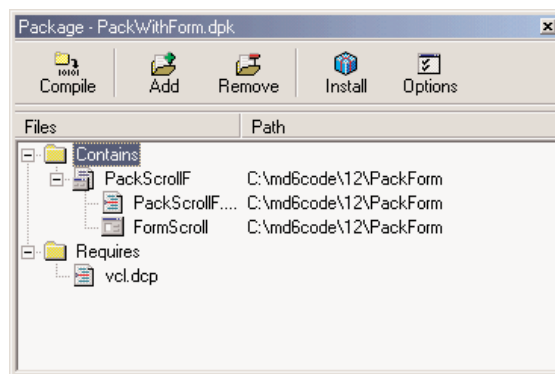 Package - PackWithForm.dpk
Compile Add Remove Install Options
Files Path
Contains
PackScrollF C:\md6code\12\PackForm
PackScrollF.... C:\md6code\12\PackForm
FormScroll C:\md6code\12\PackForm
Requires
vcl.dcp